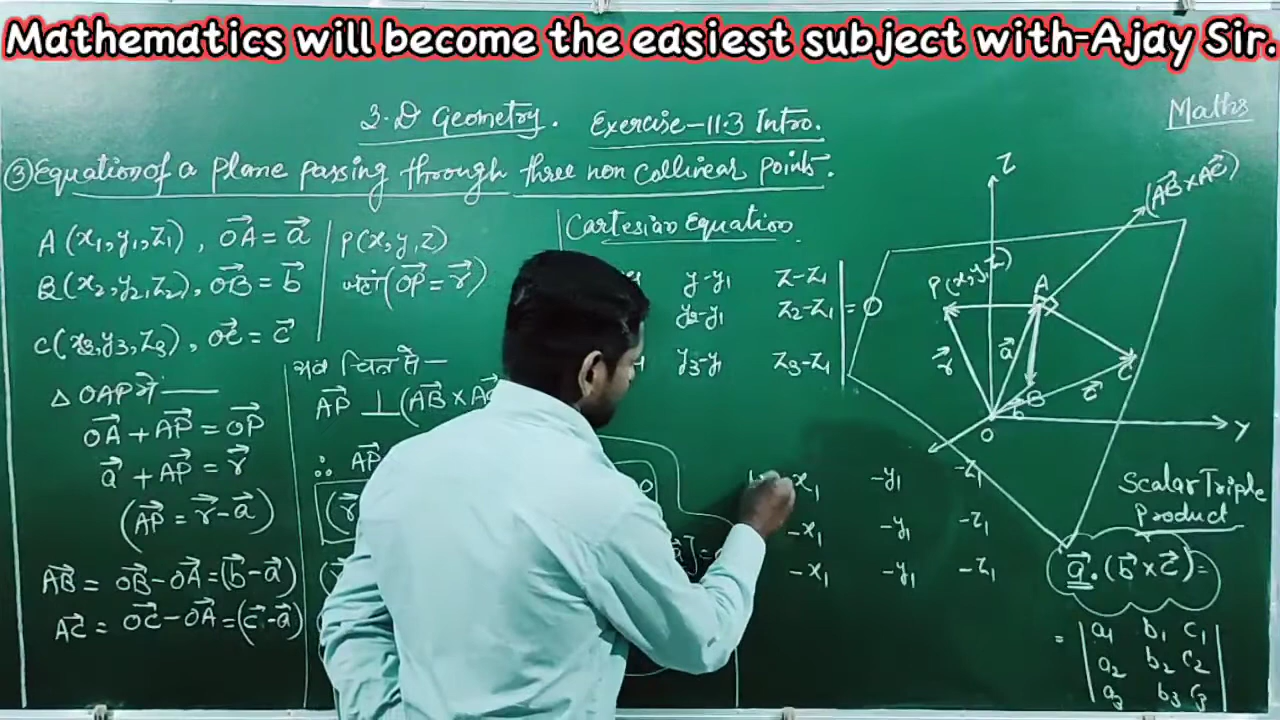 Mathematics will become the easiest subject with-Ajay Sir.
Maths
3-D Geometry. Exercise-11.3 Intro.
③ Equation of a plane passing through three non collinear points.
A(x₁,y₁,z₁), OA⃗ = a⃗
B(x₂,y₂,z₂), OB⃗ = b⃗
C(x₃,y₃,z₃), OC⃗ = c⃗
△OAP में
OA⃗ + AP⃗ = OP⃗
a⃗ + AP⃗ = r⃗
(AP⃗ = r⃗ - a⃗)
AB⃗ = OB⃗ - OA⃗ = (b⃗ - a⃗)
AC⃗ = OC⃗ - OA⃗ = (c⃗ - a⃗)
P(x,y,z)
जहां (OP⃗ = r⃗)
अब चित्र से —
AP⃗ ⊥ (AB⃗ × AC⃗
∴ AP⃗
Cartesian Equation
y-y₁ z-z₁
y₂-y₁ z₂-z₁ = 0
y₃-y₁ z₃-z₁
-x₁ -y₁ -z₁
-x₁ -y₁ -z₁
-x₁ -y₁ -z₁
Z
(AB⃗ × AC⃗)
P(x,y,z)
A
r⃗
a⃗
B
b⃗
C
c⃗
O
Y
Scalar Triple
Product
a⃗.(b⃗ × c⃗) =
= | a₁ b₁ c₁ |
| a₂ b₂ c₂ |
| a₃ b₃ c₃ |